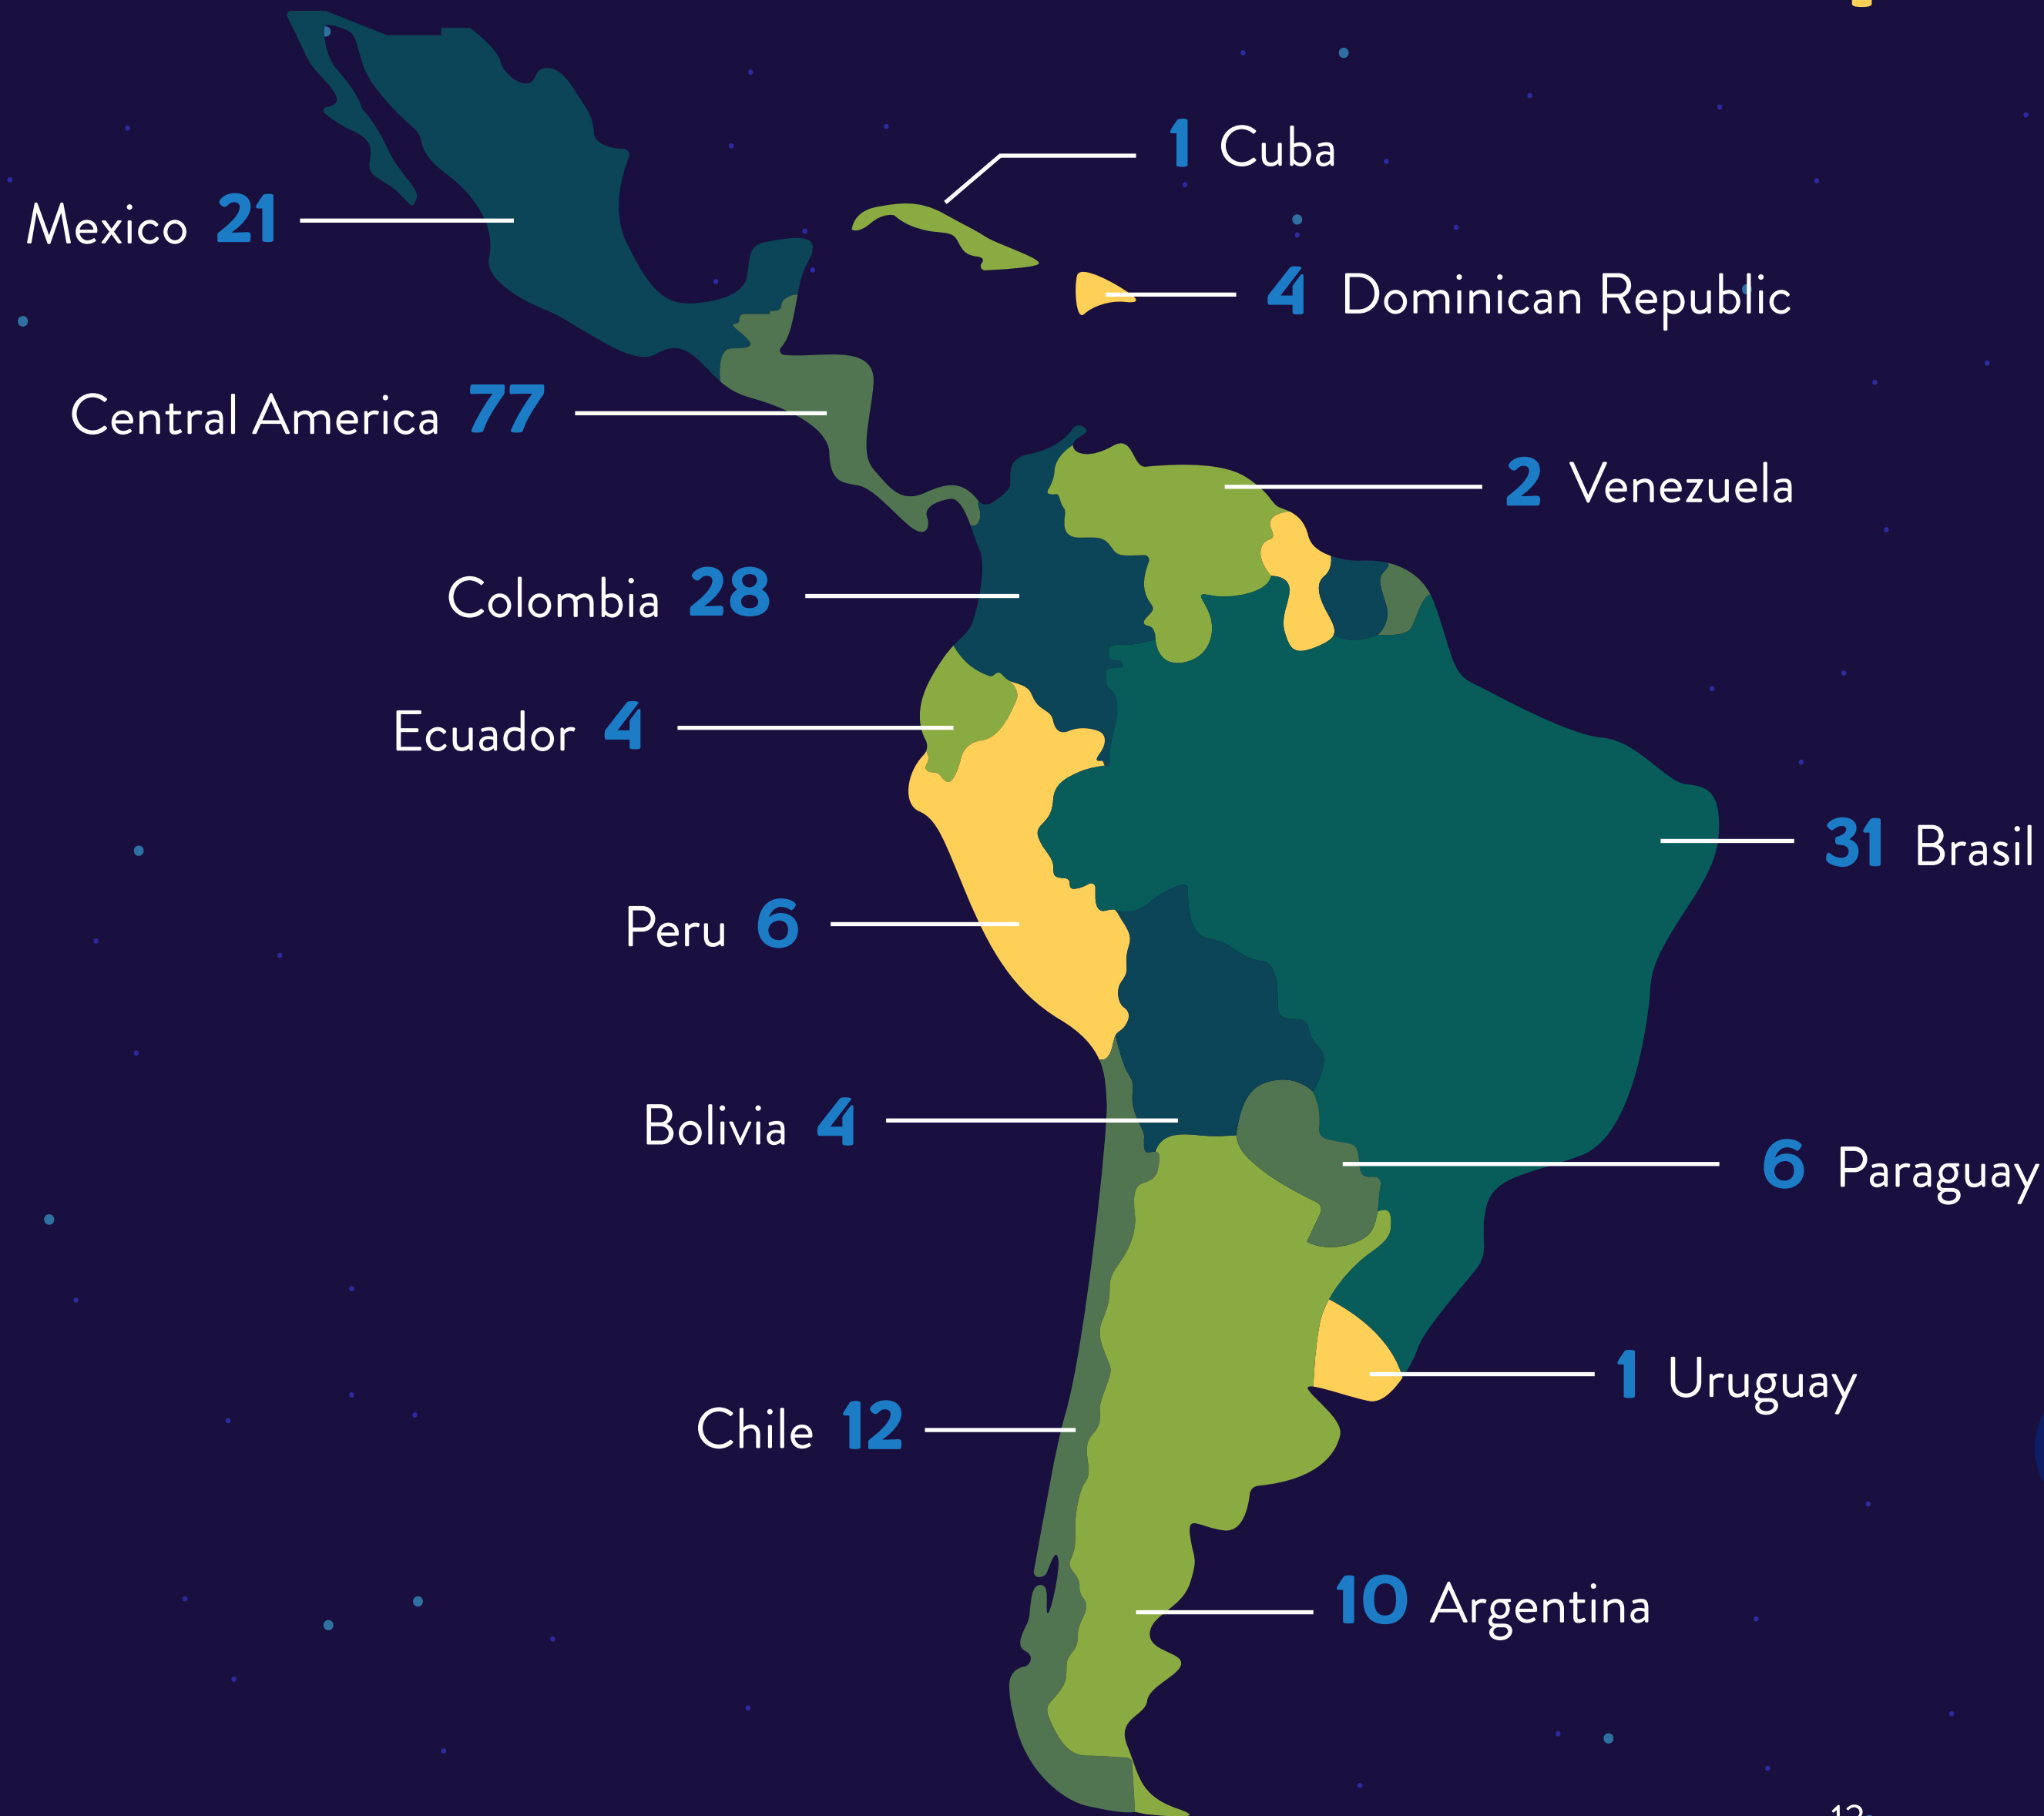 1 Cuba
Mexico 21
4 Dominican Republic
Central America 77
2 Venezuela
Colombia 28
Ecuador 4
31 Brasil
Peru 6
Bolivia 4
6 Paraguay
1 Uruguay
Chile 12
10 Argentina